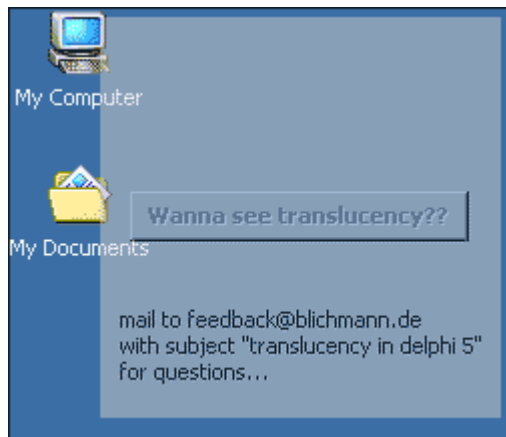 My Computer
Wanna see translucency??
My Documents
mail to feedback@blichmann.de
with subject "translucency in delphi 5"
for questions...